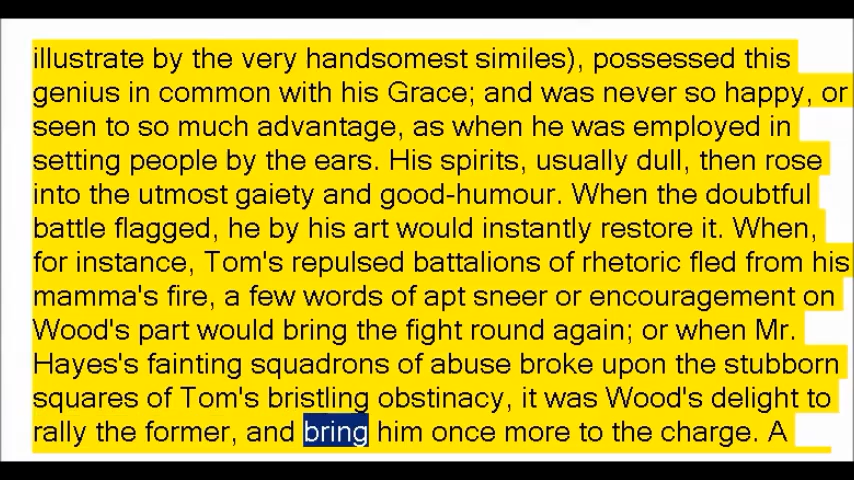 illustrate by the very handsomest similes), possessed this
genius in common with his Grace; and was never so happy, or
seen to so much advantage, as when he was employed in
setting people by the ears. His spirits, usually dull, then rose
into the utmost gaiety and good-humour. When the doubtful
battle flagged, he by his art would instantly restore it. When,
for instance, Tom's repulsed battalions of rhetoric fled from his
mamma's fire, a few words of apt sneer or encouragement on
Wood's part would bring the fight round again; or when Mr.
Hayes's fainting squadrons of abuse broke upon the stubborn
squares of Tom's bristling obstinacy, it was Wood's delight to
rally the former, and bring him once more to the charge. A